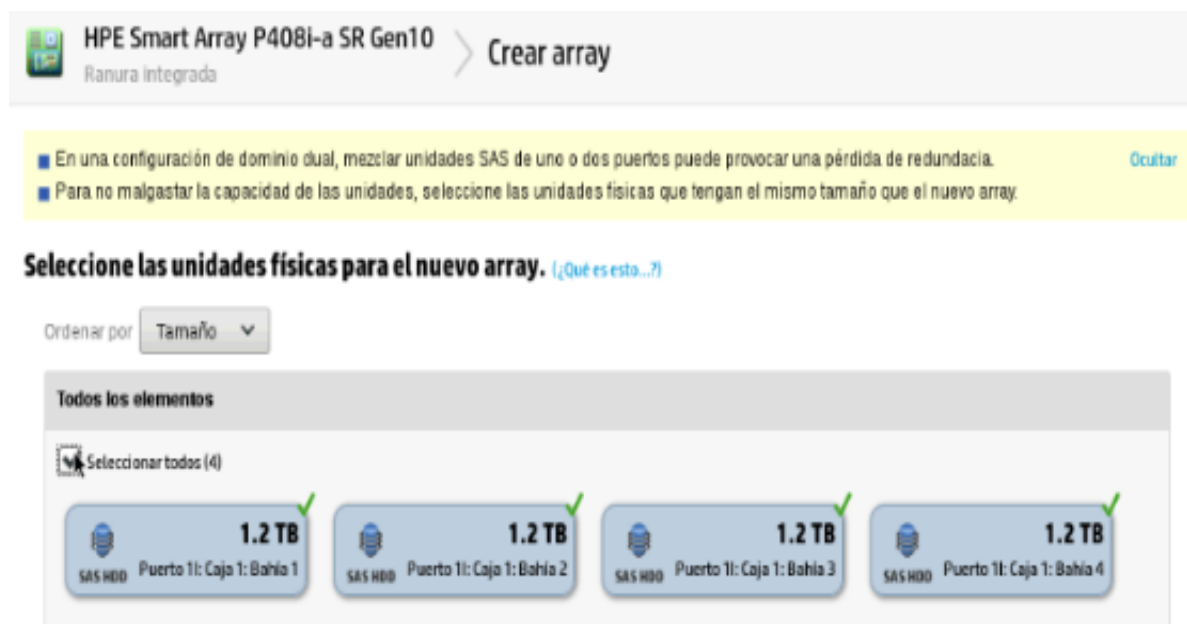 HPE Smart Array P408i-a SR Gen10
Ranura integrada
Crear array
En una configuración de dominio dual, mezclar unidades SAS de uno o dos puertos puede provocar una pérdida de redundacia.
Ocultar
Para no malgastar la capacidad de las unidades, seleccione las unidades físicas que tengan el mismo tamaño que el nuevo array.
Seleccione las unidades físicas para el nuevo array. (¿Qué es esto...?)
Ordenar por Tamaño
Todos los elementos
Seleccionar todos (4)
1.2 TB
SAS HDD Puerto 1I: Caja 1: Bahía 1
1.2 TB
SAS HDD Puerto 1I: Caja 1: Bahía 2
1.2 TB
SAS HDD Puerto 1I: Caja 1: Bahía 3
1.2 TB
SAS HDD Puerto 1I: Caja 1: Bahía 4